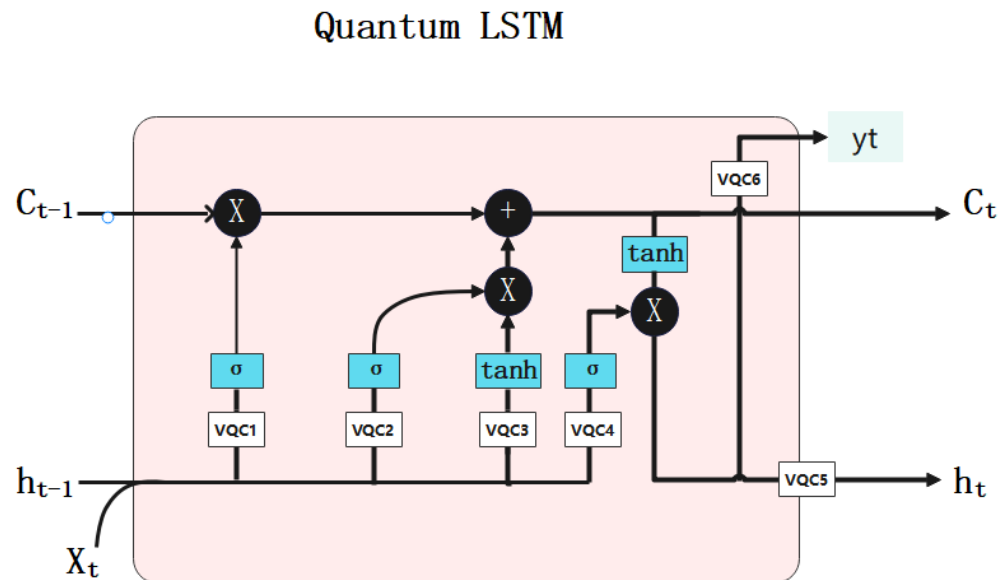 Quantum LSTM
yt
VQC6
Ct-1
X
+
Ct
tanh
X
X
σ
σ
tanh
σ
VQC1
VQC2
VQC3
VQC4
ht-1
VQC5
ht
Xt